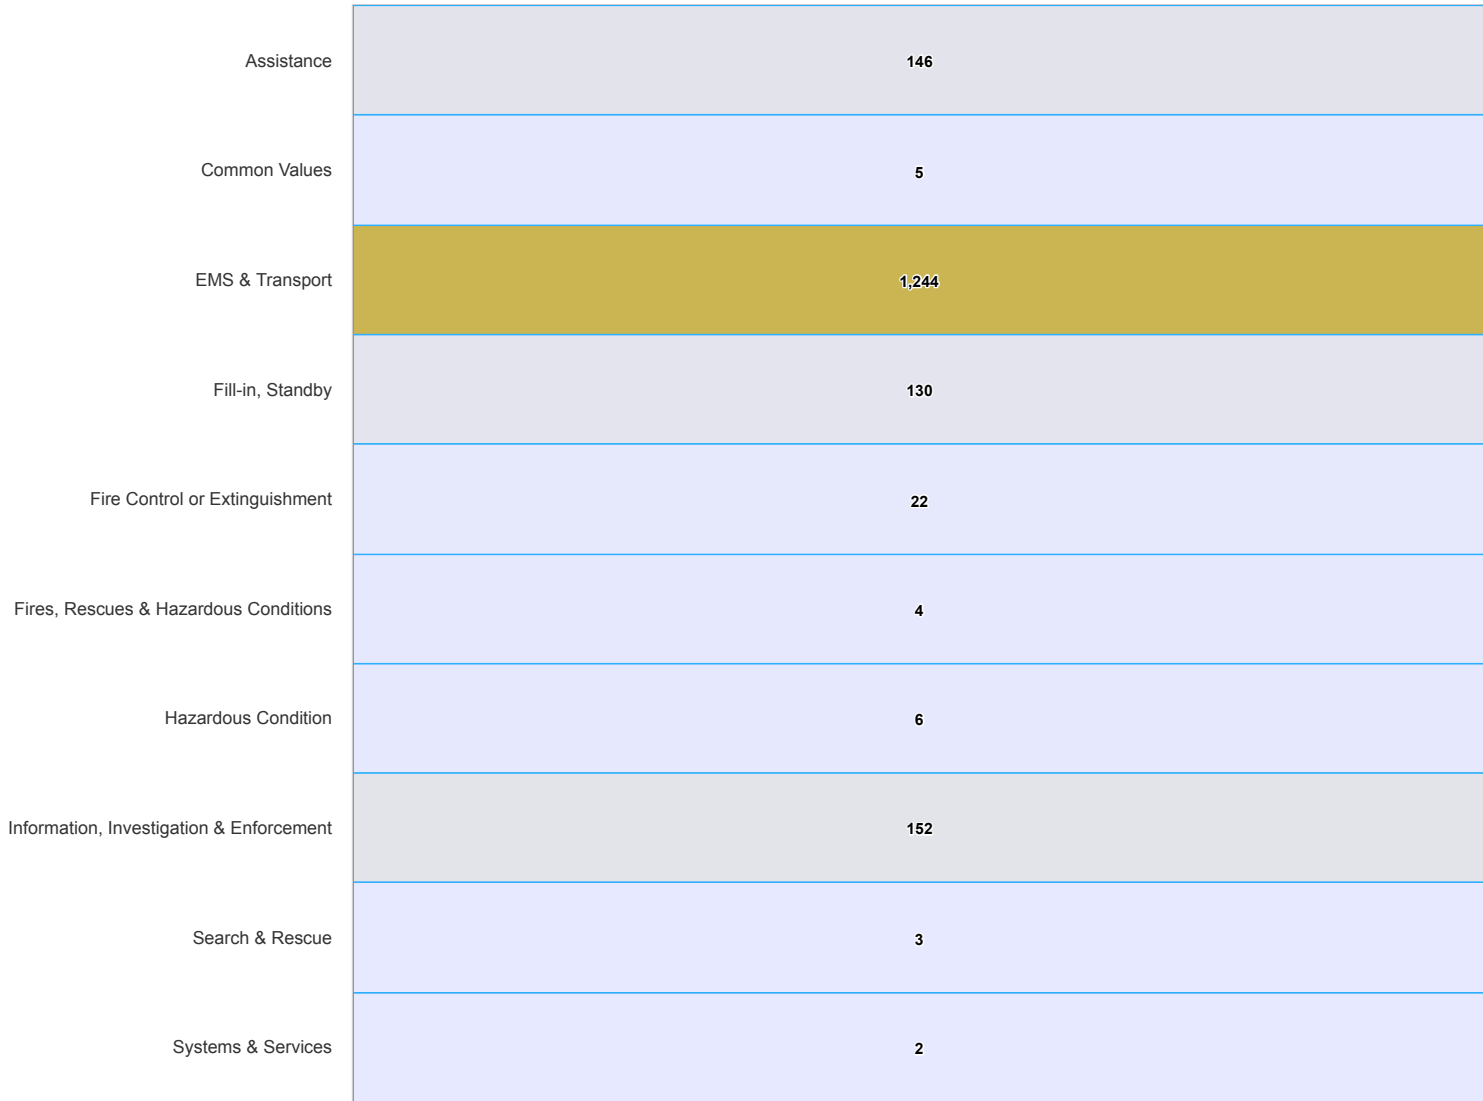 Assistance 146
Common Values 5
EMS & Transport 1,244
Fill-in, Standby 130
Fire Control or Extinguishment 22
Fires, Rescues & Hazardous Conditions 4
Hazardous Condition 6
Information, Investigation & Enforcement 152
Search & Rescue 3
Systems & Services 2